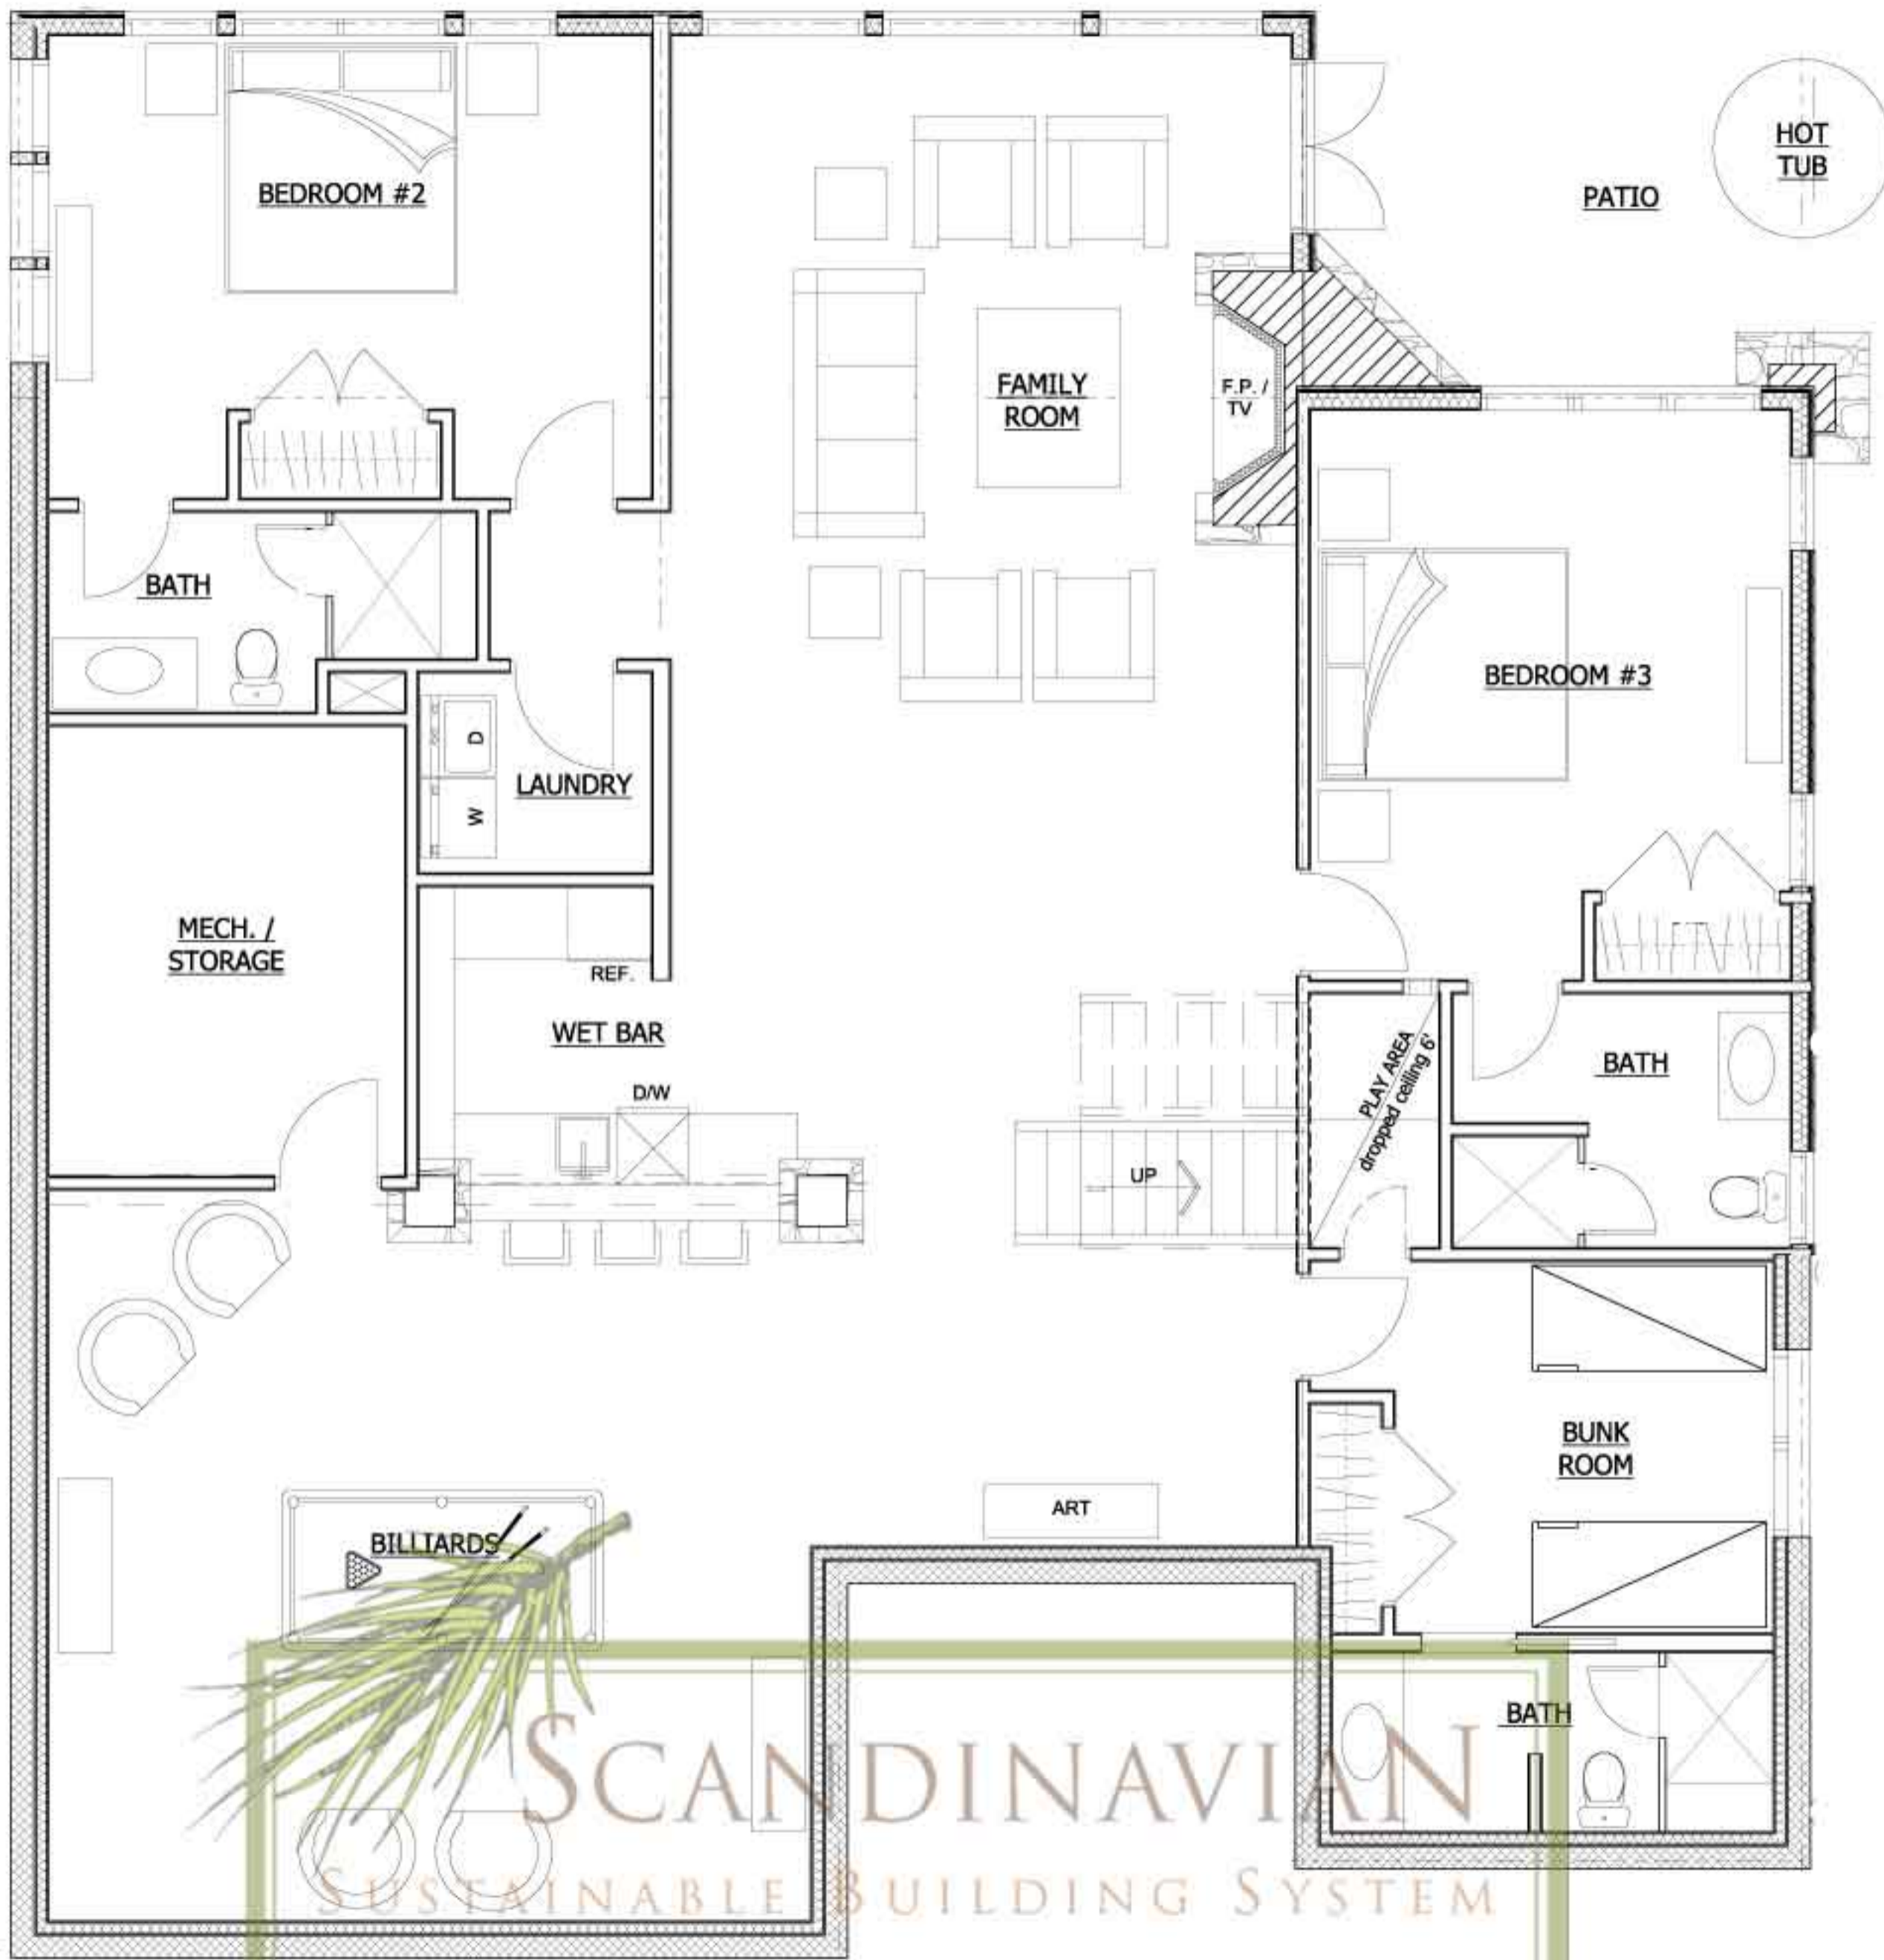 HOT
TUB
PATIO
BEDROOM #2
FAMILY
ROOM
F.P. /
TV
BATH
BEDROOM #3
D
LAUNDRY
W
MECH. /
STORAGE
REF.
WET BAR
D/W
UP
PLAY AREA
dropped ceiling 6'
BATH
BUNK
ROOM
ART
BILLIARDS
BATH
SCANDINAVIAN
SUSTAINABLE BUILDING SYSTEM